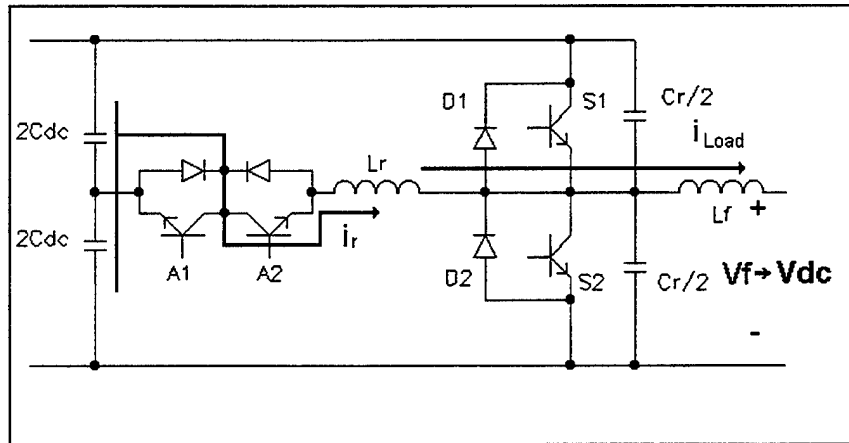 D1
S1
Cr/2
2Cdc
iLoad
Lr
Lf
+
2Cdc
ir
A1
A2
D2
S2
Cr/2
Vf→Vdc
-